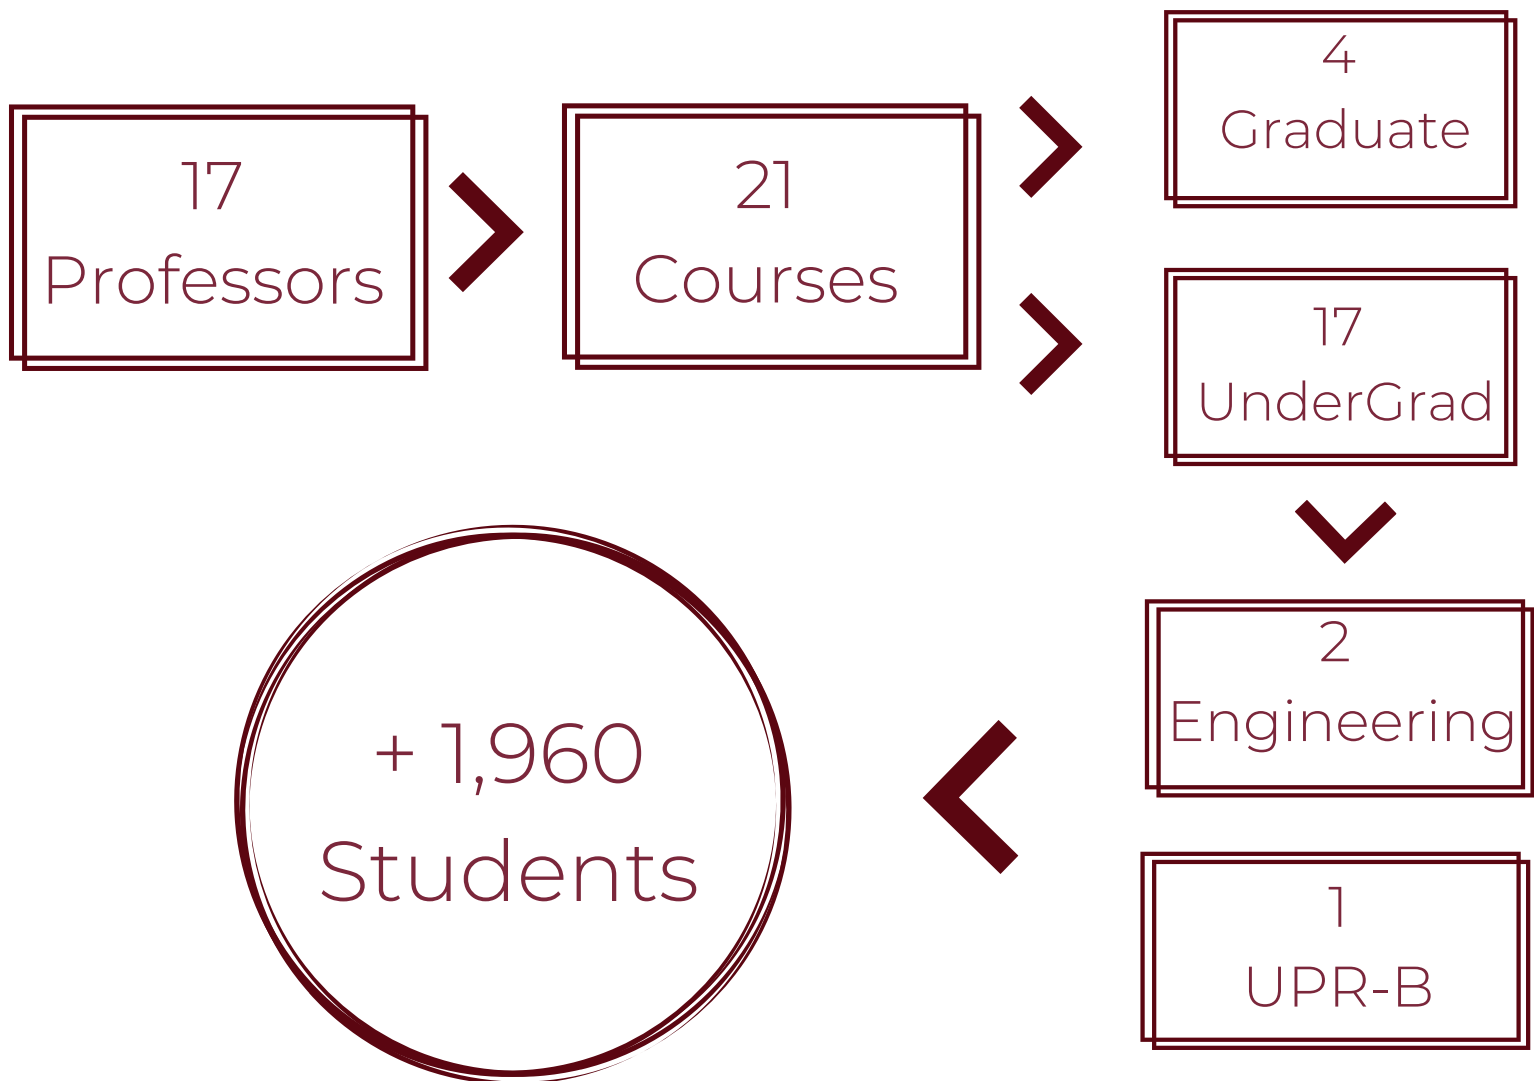 17
Professors
21
Courses
4
Graduate
17
UnderGrad
2
Engineering
1
UPR-B
+ 1,960
Students